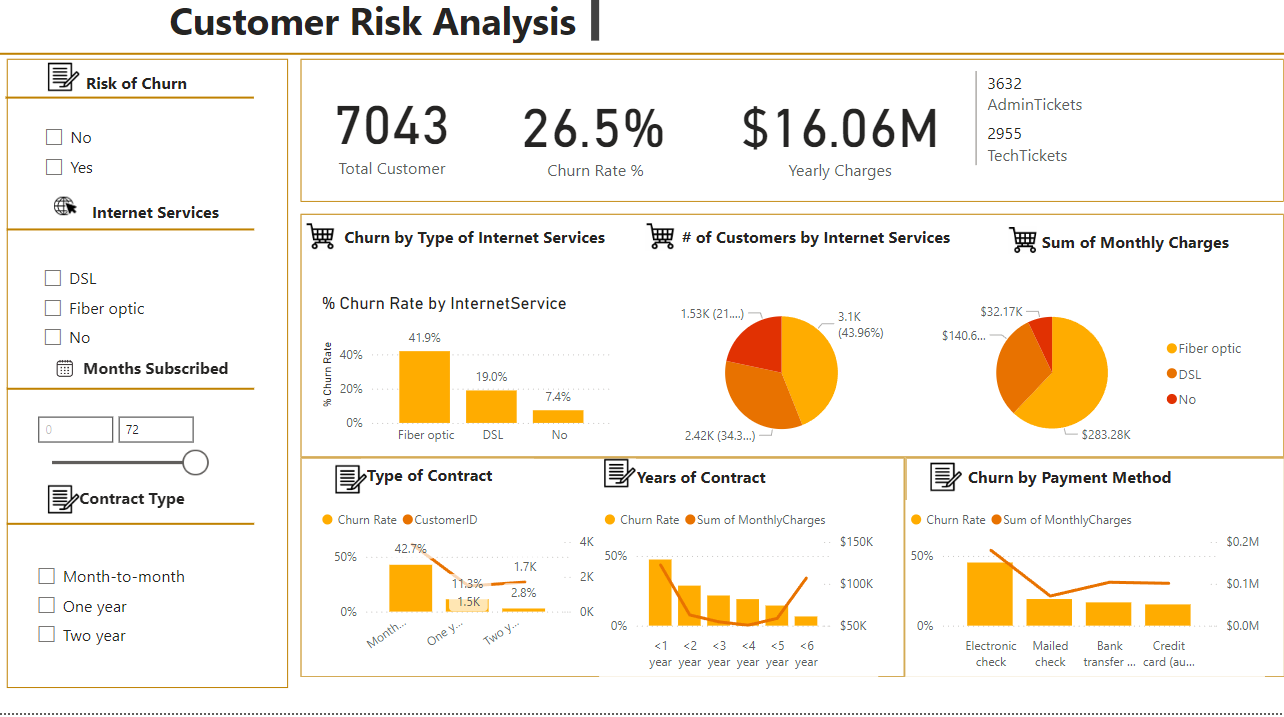 Customer Risk Analysis
Risk of Churn
No
Yes
Internet Services
DSL
Fiber optic
No
Months Subscribed
0
72
Contract Type
Month-to-month
One year
Two year
7043
Total Customer
26.5%
Churn Rate %
$16.06M
Yearly Charges
3632
AdminTickets
2955
TechTickets
Churn by Type of Internet Services
% Churn Rate by InternetService
% Churn Rate
40%
20%
0%
41.9%
19.0%
7.4%
Fiber optic
DSL
No
# of Customers by Internet Services
1.53K (21....)
3.1K
(43.96%)
2.42K (34.3...)
Sum of Monthly Charges
$32.17K
$140.6...
$283.28K
Fiber optic
DSL
No
Type of Contract
Churn Rate
CustomerID
50%
0%
42.7%
11.3%
1.5K
1.7K
2.8%
4K
2K
0K
Month...
One y...
Two y...
Years of Contract
Churn Rate
Sum of MonthlyCharges
50%
0%
$150K
$100K
$50K
<1
year
<2
year
<3
year
<4
year
<5
year
<6
year
Churn by Payment Method
Churn Rate
Sum of MonthlyCharges
50%
0%
$0.2M
$0.1M
$0.0M
Electronic
check
Mailed
check
Bank
transfer ...
Credit
card (au...